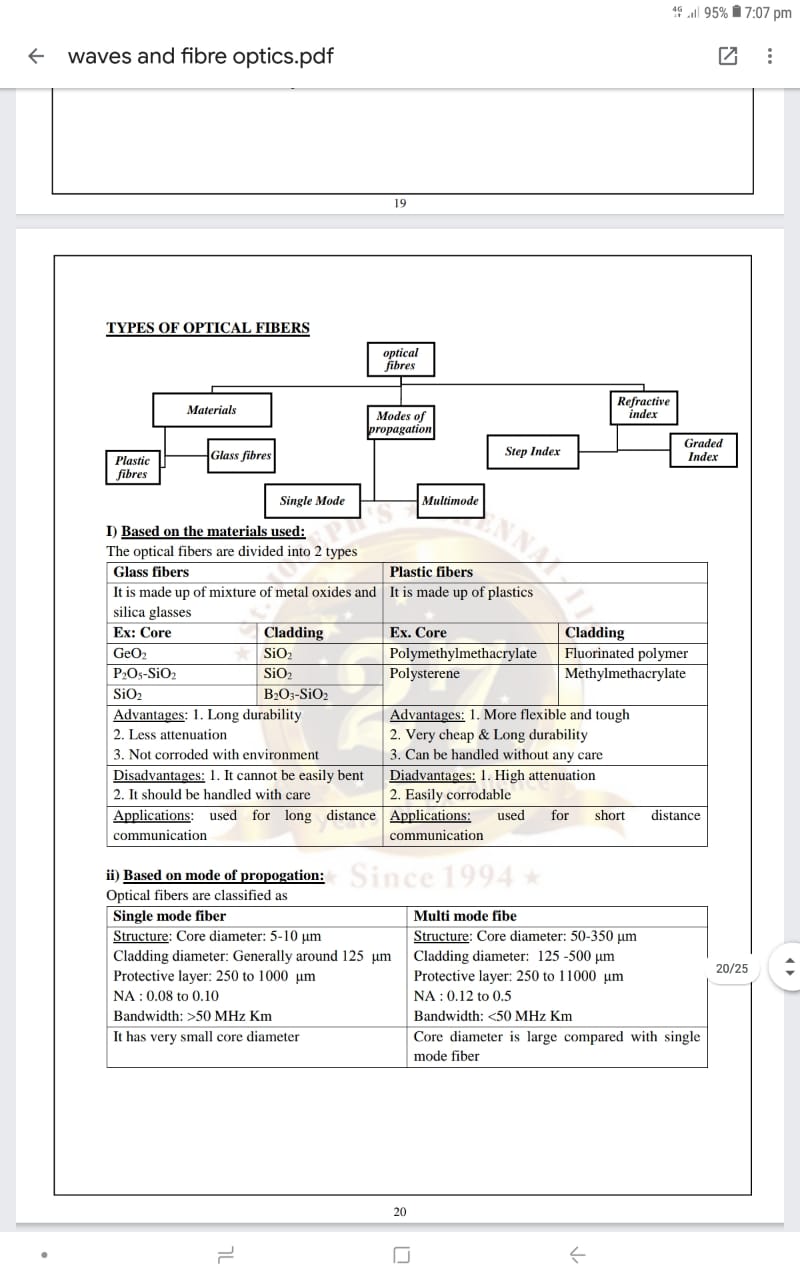 4G 95% 7:07 pm
waves and fibre optics.pdf
19
TYPES OF OPTICAL FIBERS
optical
fibres
Materials
Modes of
propagation
Refractive
index
Plastic
fibres
Glass fibres
Step Index
Graded
Index
Single Mode
Multimode
I) Based on the materials used:
The optical fibers are divided into 2 types
Glass fibers Plastic fibers
It is made up of mixture of metal oxides and It is made up of plastics
silica glasses
Ex: Core Cladding Ex. Core Cladding
GeO₂ SiO₂ Polymethylmethacrylate Fluorinated polymer
P₂O₅-SiO₂ SiO₂ Polysterene Methylmethacrylate
SiO₂ B₂O₃-SiO₂
Advantages: 1. Long durability Advantages: 1. More flexible and tough
2. Less attenuation 2. Very cheap & Long durability
3. Not corroded with environment 3. Can be handled without any care
Disadvantages: 1. It cannot be easily bent Diadvantages: 1. High attenuation
2. It should be handled with care 2. Easily corrodable
Applications: used for long distance Applications: used for short distance
communication communication
Since 1994
ii) Based on mode of propogation:
Optical fibers are classified as
Single mode fiber Multi mode fibe
Structure: Core diameter: 5-10 µm Structure: Core diameter: 50-350 µm
Cladding diameter: Generally around 125 µm Cladding diameter: 125 -500 µm
Protective layer: 250 to 1000 µm Protective layer: 250 to 11000 µm
NA : 0.08 to 0.10 NA : 0.12 to 0.5
Bandwidth: >50 MHz Km Bandwidth: <50 MHz Km
It has very small core diameter Core diameter is large compared with single
mode fiber
20/25
20